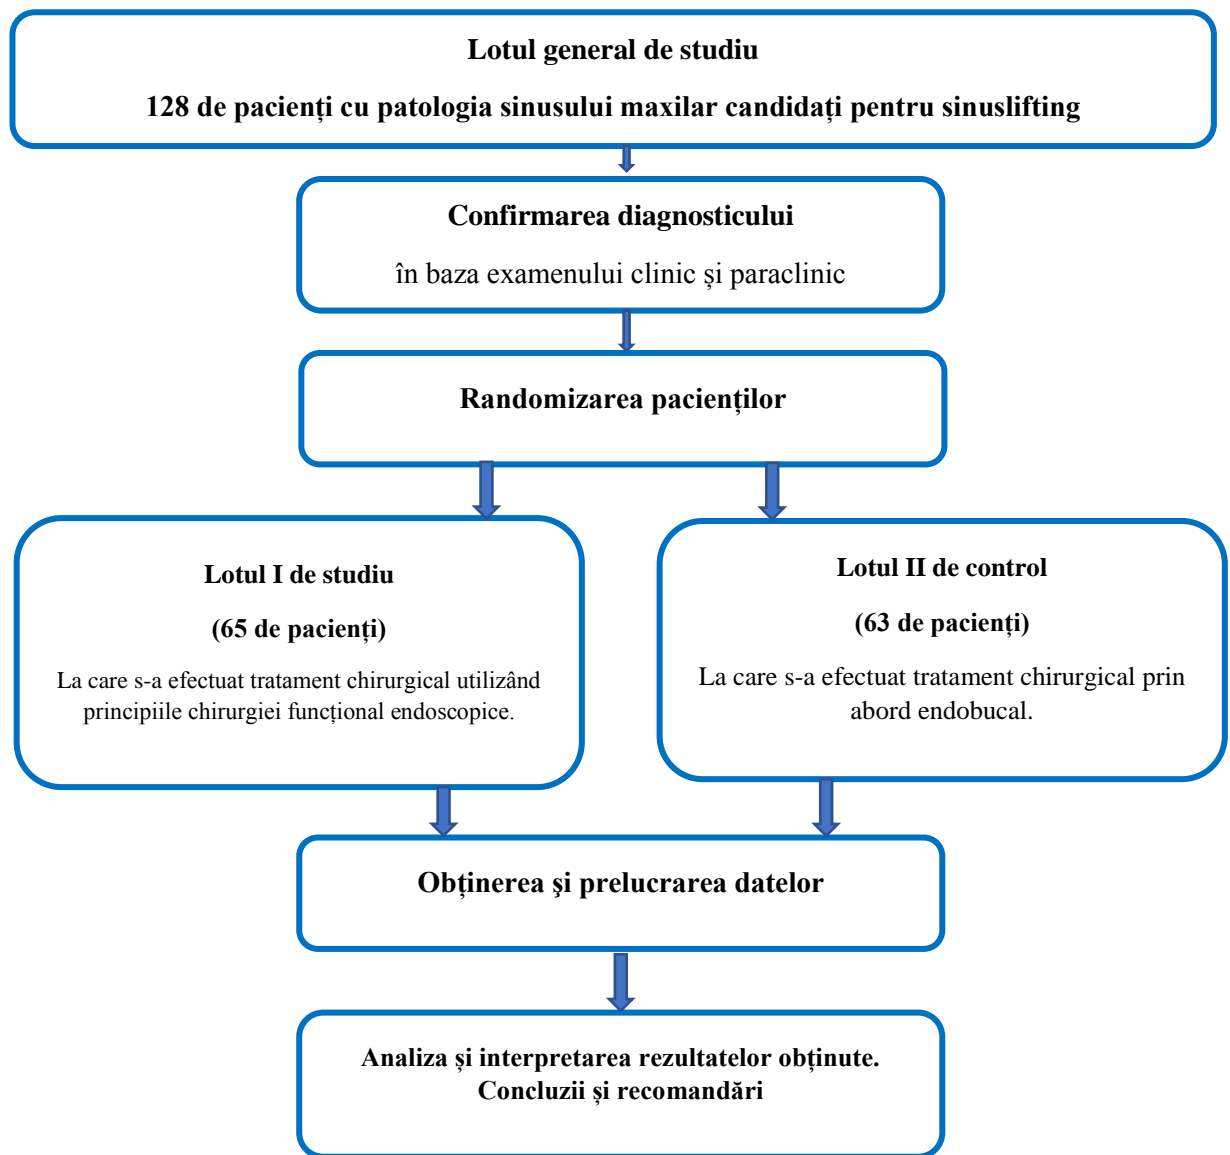 Lotul general de studiu
128 de pacienți cu patologia sinusului maxilar candidați pentru sinuslifting
Confirmarea diagnosticului
în baza examenului clinic și paraclinic
Randomizarea pacienților
Lotul I de studiu
(65 de pacienți)
La care s-a efectuat tratament chirurgical utilizând
principiile chirurgiei funcțional endoscopice.
Lotul II de control
(63 de pacienți)
La care s-a efectuat tratament chirurgical prin
abord endobucal.
Obținerea şi prelucrarea datelor
Analiza și interpretarea rezultatelor obținute.
Concluzii și recomandări